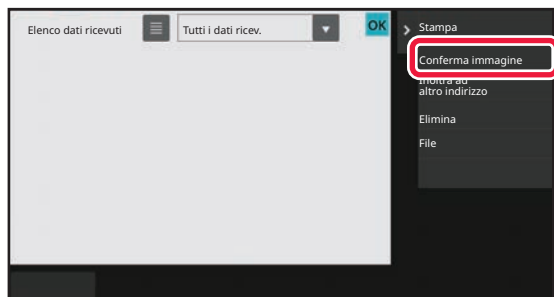 Elenco dati ricevuti
Tutti i dati ricev.
OK
Stampa
Conferma immagine
Inoltra ad
altro indirizzo
Elimina
File